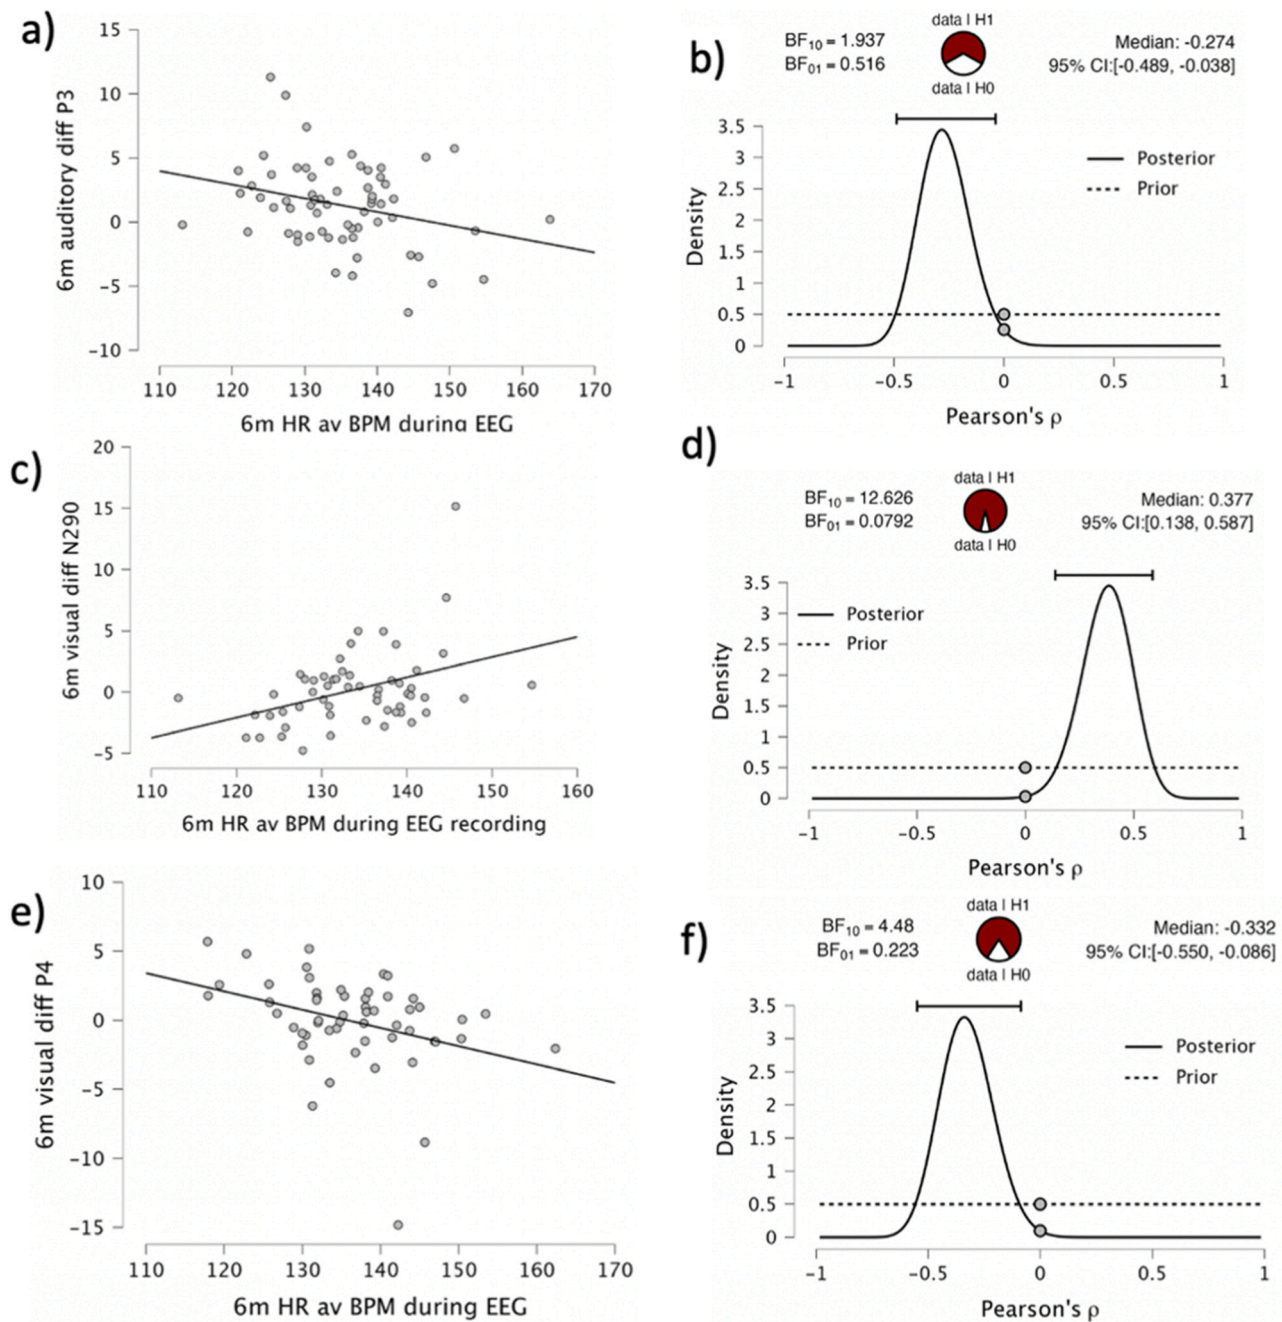 a)
15
10
5
0
−5
−10
6m auditory diff P3
110 120 130 140 150 160 170
6m HR av BPM during EEG
b)
BF10 = 1.937
BF01 = 0.516
data | H1
data | H0
Median: -0.274
95% CI:[-0.489, -0.038]
3.5
3
2.5
2
1.5
1
0.5
0
Density
Posterior
Prior
−1 −0.5 0 0.5 1
Pearson's ρ
c)
20
15
10
5
0
−5
6m visual diff N290
110 120 130 140 150 160
6m HR av BPM during EEG recording
d)
BF10 = 12.626
BF01 = 0.0792
data | H1
data | H0
Median: 0.377
95% CI:[0.138, 0.587]
3.5
3
2.5
2
1.5
1
0.5
0
Density
Posterior
Prior
−1 −0.5 0 0.5 1
Pearson's ρ
e)
10
5
0
−5
−10
−15
6m visual diff P4
110 120 130 140 150 160 170
6m HR av BPM during EEG
f)
BF10 = 4.48
BF01 = 0.223
data | H1
data | H0
Median: -0.332
95% CI:[-0.550, -0.086]
3.5
3
2.5
2
1.5
1
0.5
0
Density
Posterior
Prior
−1 −0.5 0 0.5 1
Pearson's ρ